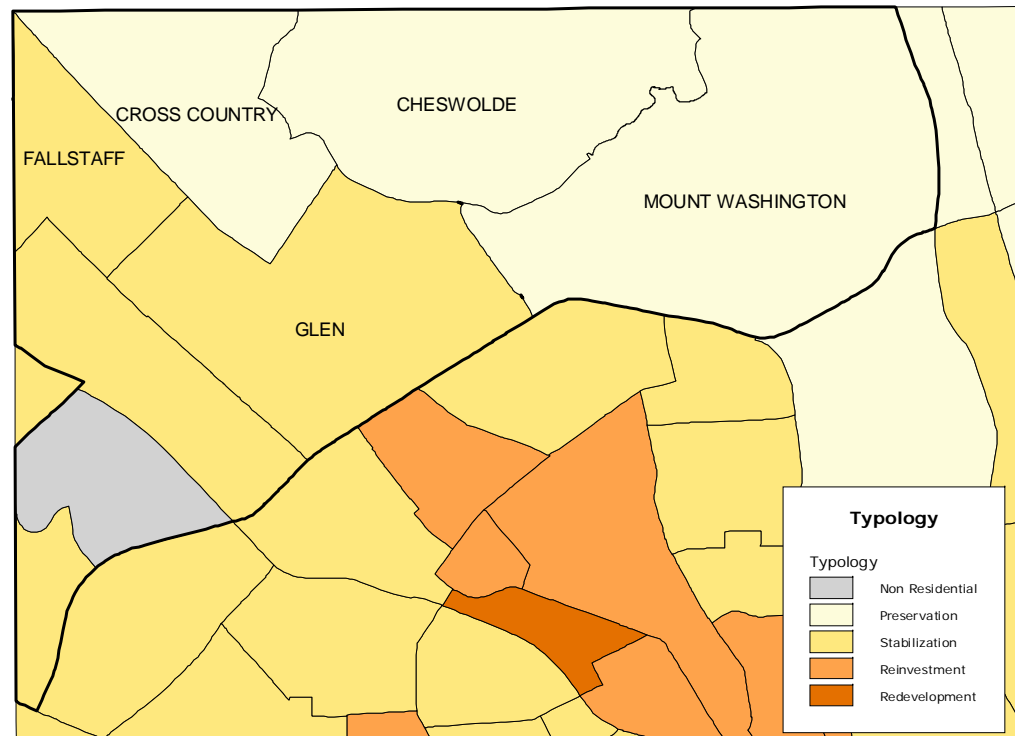 CHESWOLDE
CROSS COUNTRY
FALLSTAFF
MOUNT WASHINGTON
GLEN
Typology
Typology
Non Residential
Preservation
Stabilization
Reinvestment
Redevelopment